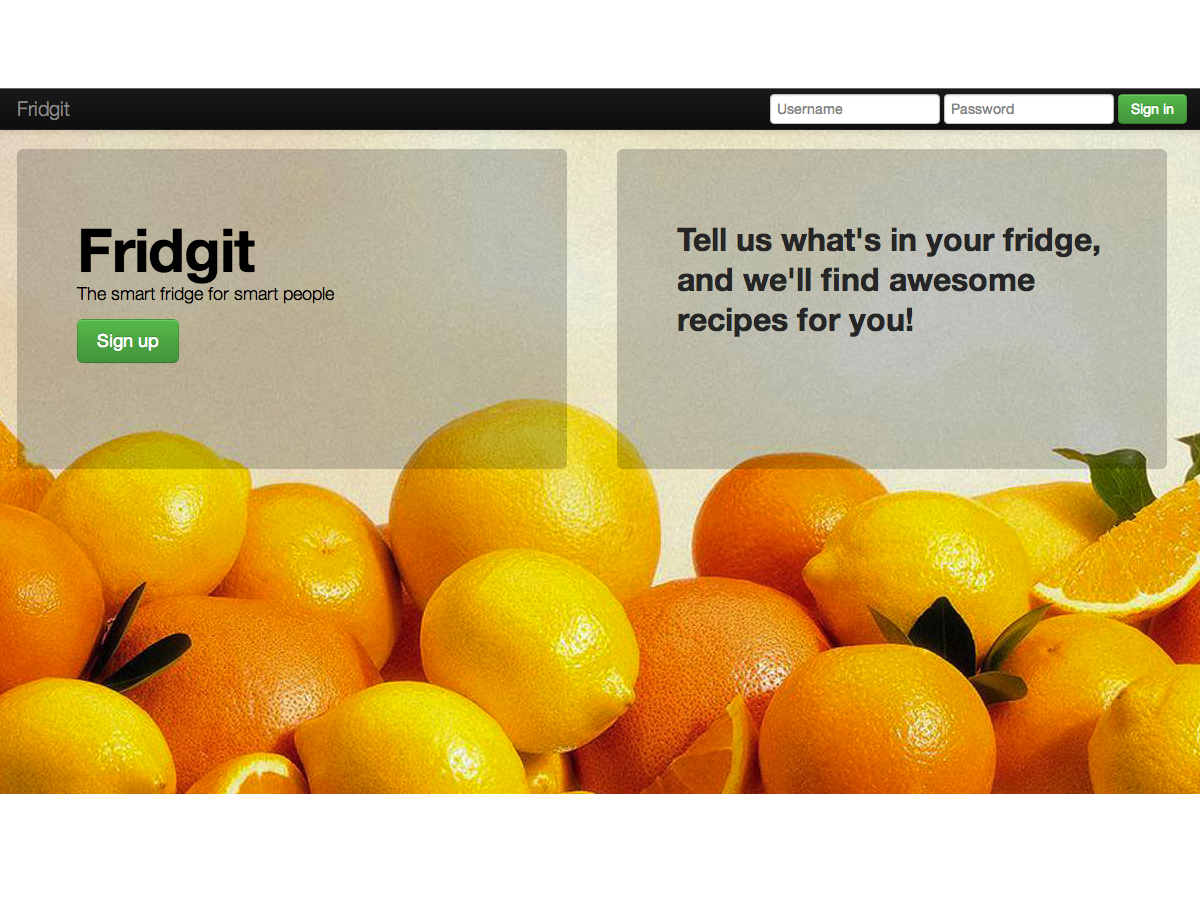 Fridgit
Username
Password
Sign in
Fridgit
The smart fridge for smart people
Sign up
Tell us what's in your fridge,
and we'll find awesome
recipes for you!